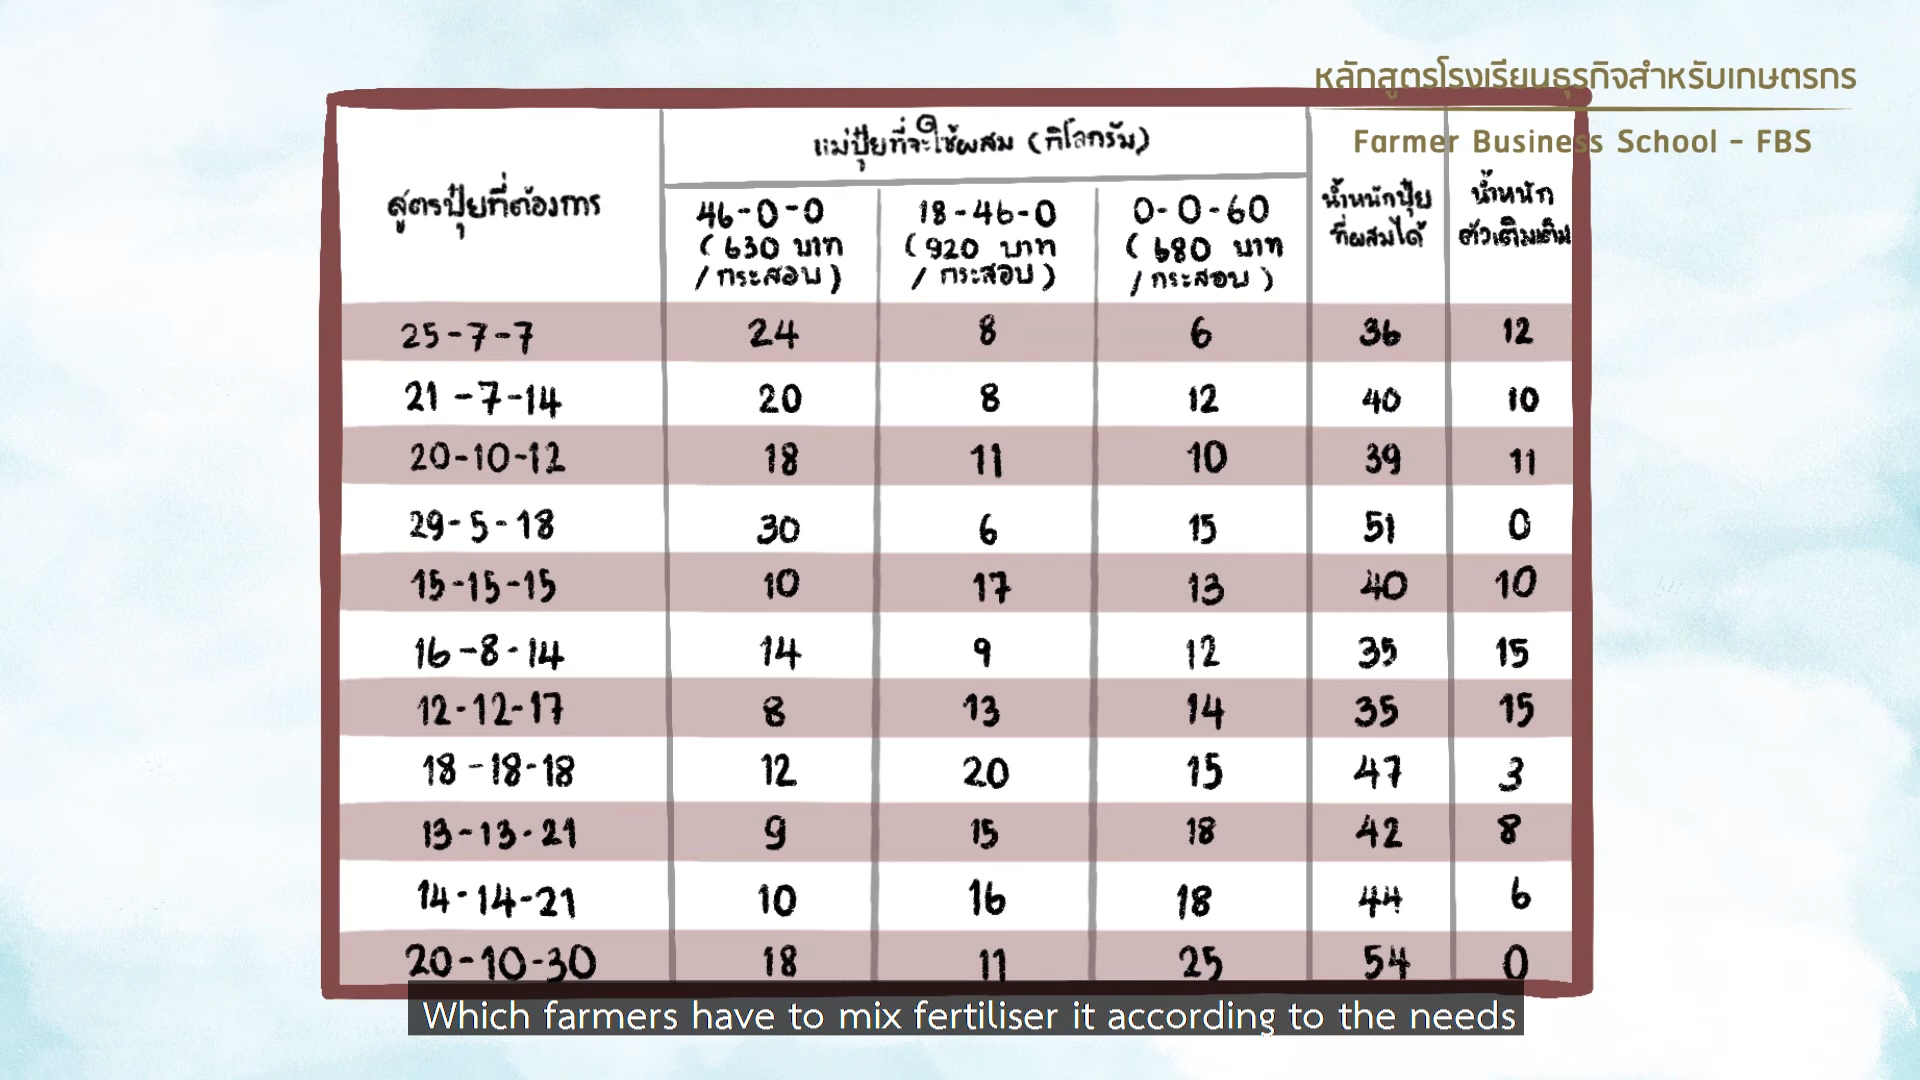 หลักสูตรโรงเรียนธุรกิจสำหรับเกษตรกร
Farmer Business School - FBS
สูตรปุ๋ยที่ต้องการ
แม่ปุ๋ยที่จะใช้ผสม (กิโลกรัม)
46-0-0
(630 บาท
/กระสอบ)
18-46-0
(920 บาท
/กระสอบ)
0-0-60
(680 บาท
/กระสอบ)
น้ำหนักปุ๋ย
ที่ผสมได้
น้ำหนัก
ตัวเติมเต็ม
25-7-7 24 8 6 36 12
21-7-14 20 8 12 40 10
20-10-12 18 11 10 39 11
29-5-18 30 6 15 51 0
15-15-15 10 17 13 40 10
16-8-14 14 9 12 35 15
12-12-17 8 13 14 35 15
18-18-18 12 20 15 47 3
13-13-21 9 15 18 42 8
14-14-21 10 16 18 44 6
20-10-30 18 11 25 54 0
Which farmers have to mix fertiliser it according to the needs